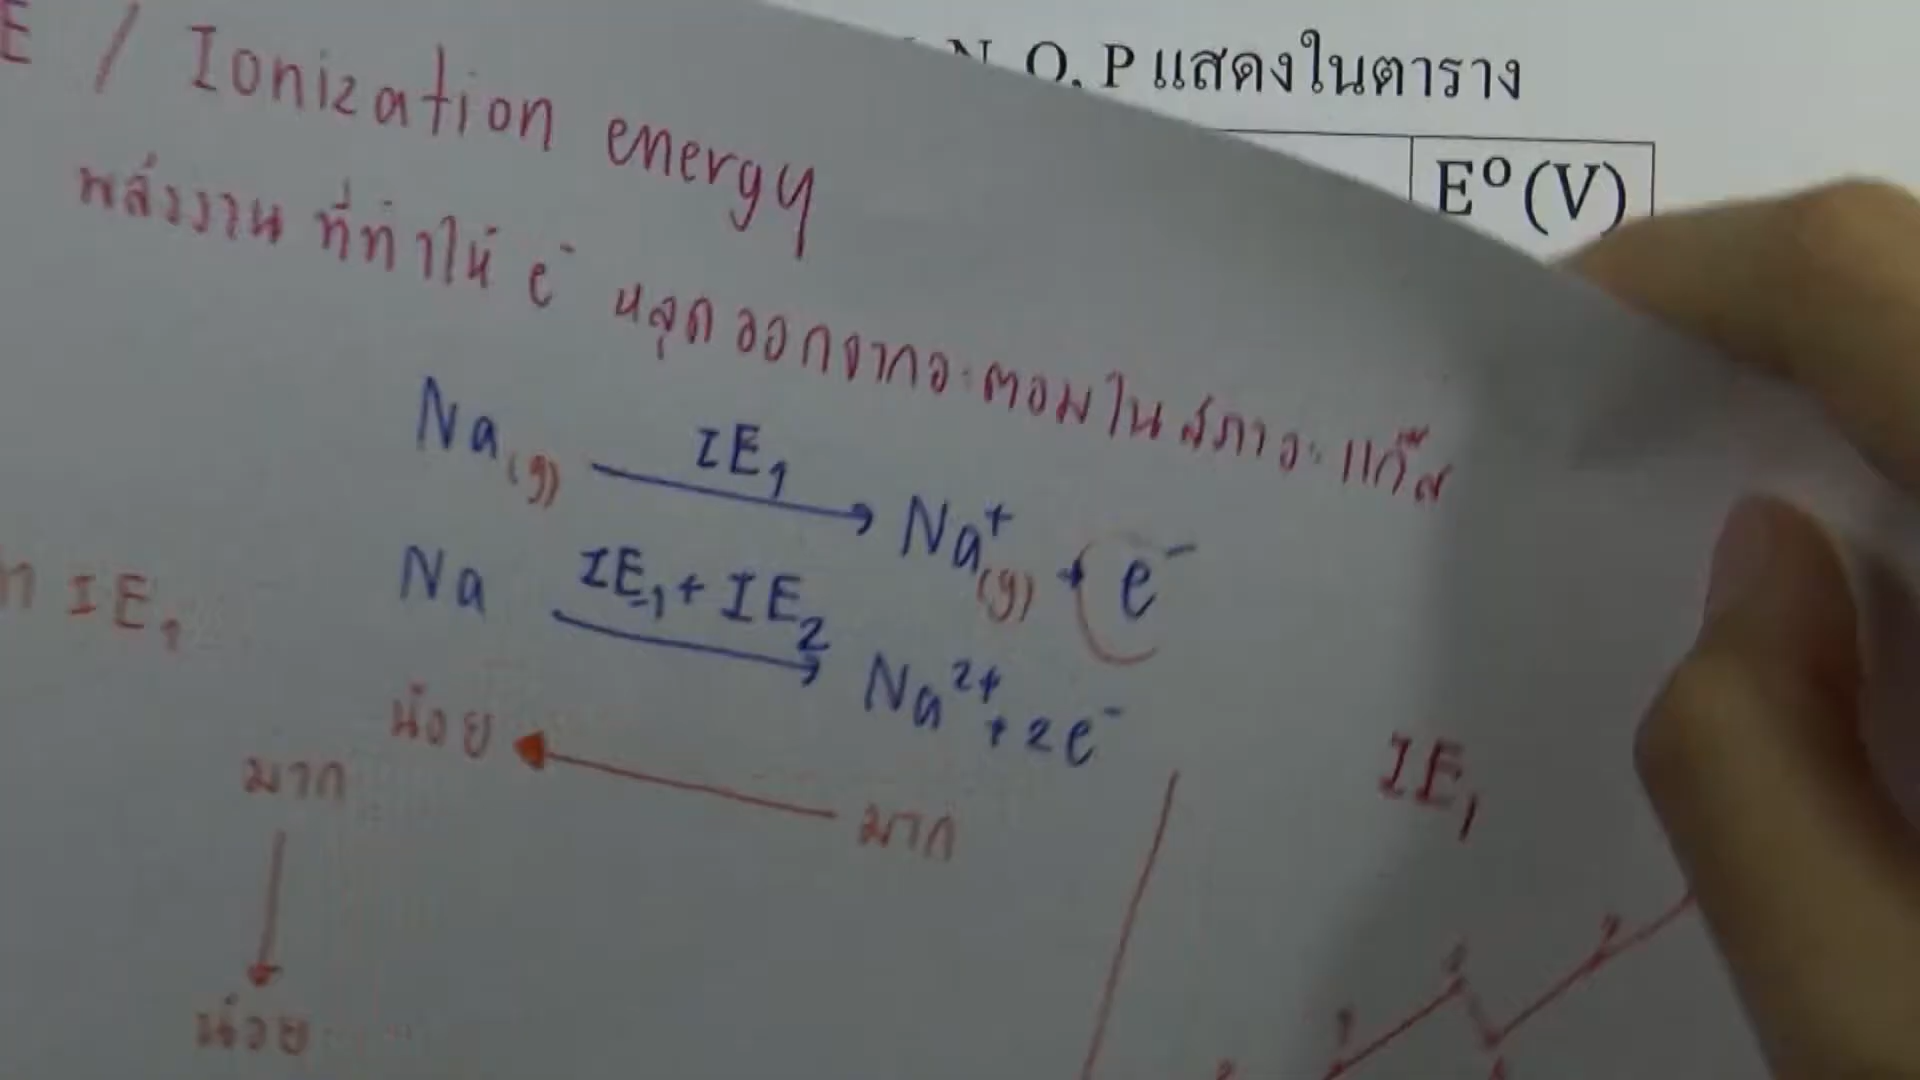 N, O, P แสดงในตาราง
E⁰(V)
E / Ionization energy
พลังงาน ที่ทำให้ e⁻ หลุดออกจากอะตอมในสภาวะแก๊ส
Na(g) IE₁ → Na⁺(g) + e⁻
Na IE₁ + IE₂ → Na²⁺ + 2e⁻
IE₁
น้อย ← มาก
มาก
↓
น้อย
IE₁